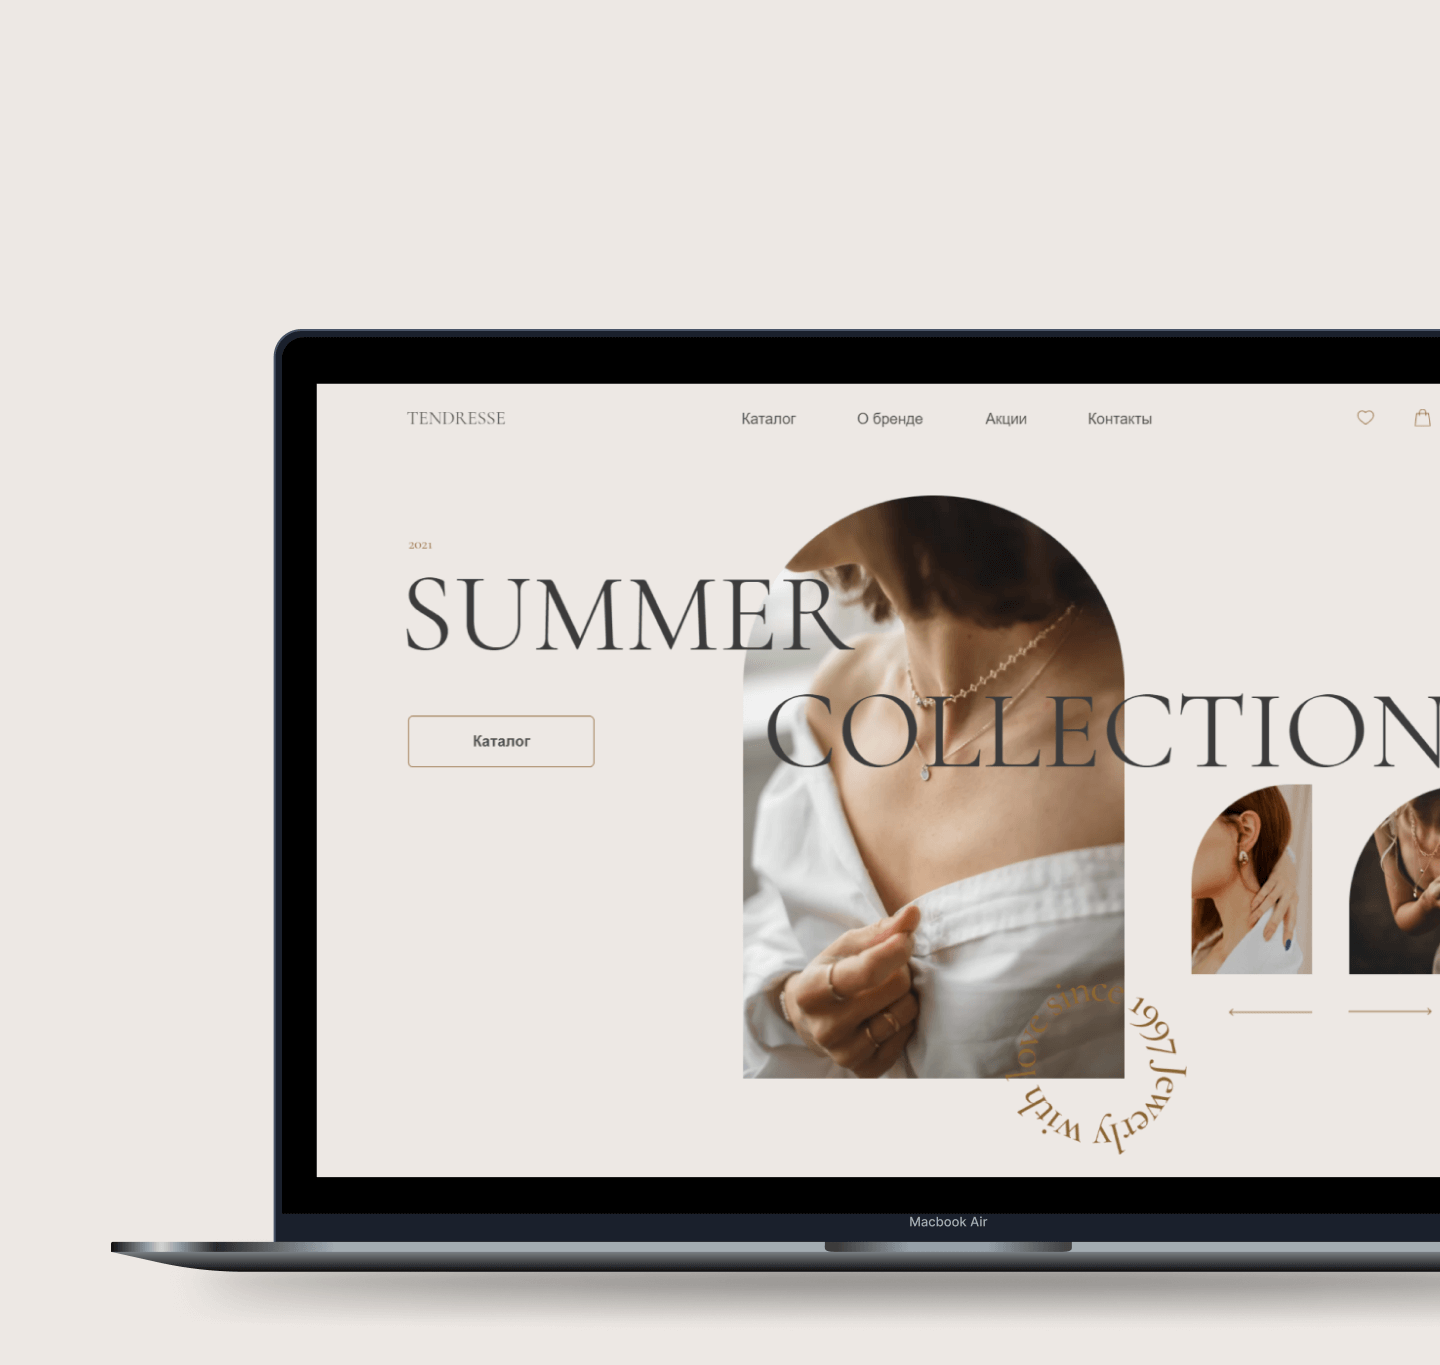 TENDRESSE
Каталог
О бренде
Акции
Контакты
2021
SUMMER
COLLECTION
Каталог
Jewerly with love since 1997
Macbook Air